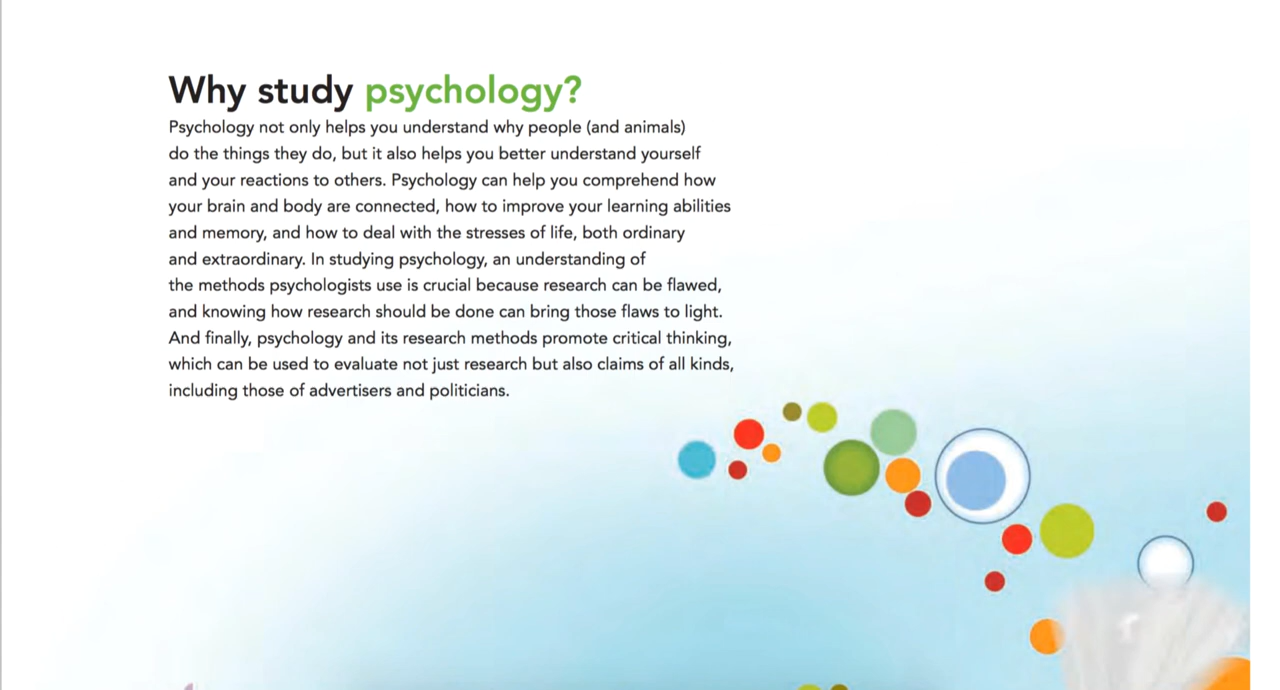 Why study psychology?
Psychology not only helps you understand why people (and animals)
do the things they do, but it also helps you better understand yourself
and your reactions to others. Psychology can help you comprehend how
your brain and body are connected, how to improve your learning abilities
and memory, and how to deal with the stresses of life, both ordinary
and extraordinary. In studying psychology, an understanding of
the methods psychologists use is crucial because research can be flawed,
and knowing how research should be done can bring those flaws to light.
And finally, psychology and its research methods promote critical thinking,
which can be used to evaluate not just research but also claims of all kinds,
including those of advertisers and politicians.